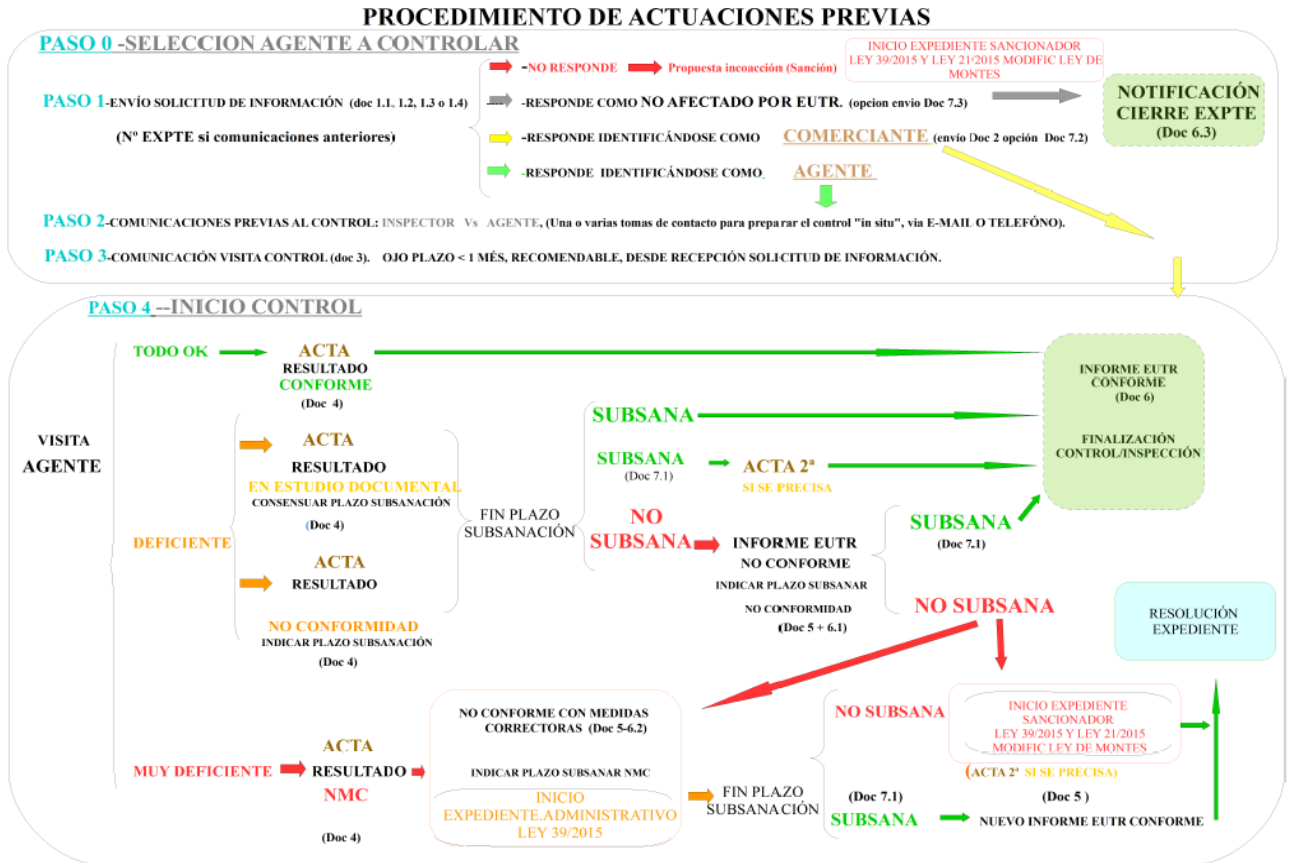 PROCEDIMIENTO DE ACTUACIONES PREVIAS
PASO 0 -SELECCION AGENTE A CONTROLAR
-NO RESPONDE
Propuesta incoacción (Sanción)
INICIO EXPEDIENTE SANCIONADOR
LEY 39/2015 Y LEY 21/2015 MODIFIC LEY DE
MONTES
PASO 1-ENVÍO SOLICITUD DE INFORMACIÓN (doc 1.1, 1.2, 1.3 o 1.4)
(Nº EXPTE si comunicaciones anteriores)
-RESPONDE COMO NO AFECTADO POR EUTR. (opcion envio Doc 7.3)
NOTIFICACIÓN
CIERRE EXPTE
(Doc 6.3)
-RESPONDE IDENTIFICÁNDOSE COMO COMERCIANTE (envío Doc 2 opción Doc 7.2)
-RESPONDE IDENTIFICÁNDOSE COMO AGENTE
PASO 2-COMUNICACIONES PREVIAS AL CONTROL: INSPECTOR Vs AGENTE, (Una o varias tomas de contacto para preparar el control "in situ", via E-MAIL O TELEFÓNO).
PASO 3-COMUNICACIÓN VISITA CONTROL (doc 3). OJO PLAZO < 1 MÉS, RECOMENDABLE, DESDE RECEPCIÓN SOLICITUD DE INFORMACIÓN.
PASO 4 --INICIO CONTROL
VISITA
AGENTE
TODO OK
ACTA
RESULTADO
CONFORME
(Doc 4)
DEFICIENTE
ACTA
RESULTADO
EN ESTUDIO DOCUMENTAL
CONSENSUAR PLAZO SUBSANACIÓN
(Doc 4)
ACTA
RESULTADO
NO CONFORMIDAD
INDICAR PLAZO SUBSANACIÓN
(Doc 4)
FIN PLAZO
SUBSANACIÓN
SUBSANA
SUBSANA
(Doc 7.1)
ACTA 2ª
SI SE PRECISA
NO
SUBSANA
INFORME EUTR
NO CONFORME
INDICAR PLAZO SUBSANAR
NO CONFORMIDAD
(Doc 5 + 6.1)
SUBSANA
(Doc 7.1)
NO SUBSANA
INFORME EUTR
CONFORME
(Doc 6)
FINALIZACIÓN
CONTROL/INSPECCIÓN
RESOLUCIÓN
EXPEDIENTE
MUY DEFICIENTE
ACTA
RESULTADO
NMC
(Doc 4)
NO CONFORME CON MEDIDAS
CORRECTORAS (Doc 5-6.2)
INDICAR PLAZO SUBSANAR NMC
INICIO
EXPEDIENTE.ADMINISTRATIVO
LEY 39/2015
FIN PLAZO
SUBSANACIÓN
NO SUBSANA
INICIO EXPEDIENTE
SANCIONADOR
LEY 39/2015 Y LEY 21/2015
MODIFIC LEY DE MONTES
(ACTA 2ª SI SE PRECISA)
(Doc 7.1)
(Doc 5 )
SUBSANA
NUEVO INFORME EUTR CONFORME